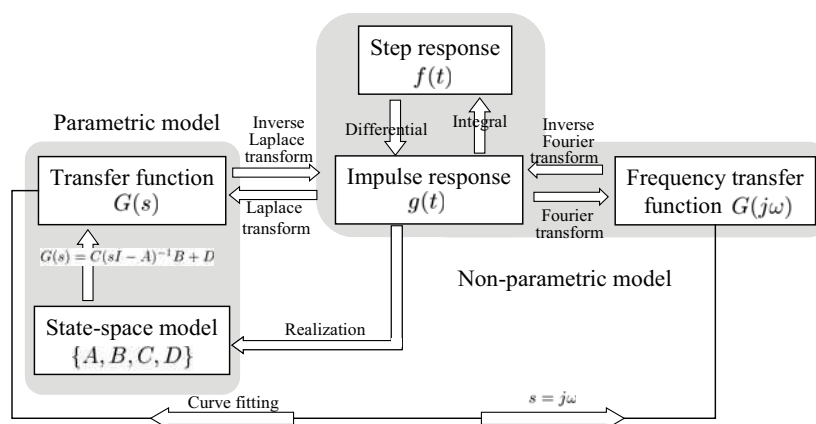 Step response
f(t)
Parametric model
Inverse
Laplace
transform
Differential
Integral
Inverse
Fourier
transform
Transfer function
G(s)
Impulse response
g(t)
Frequency transfer
function G(jω)
Laplace
transform
Fourier
transform
G(s) = C(sI − A)⁻¹B + D
Non-parametric model
State-space model
{A, B, C, D}
Realization
Curve fitting
s = jω